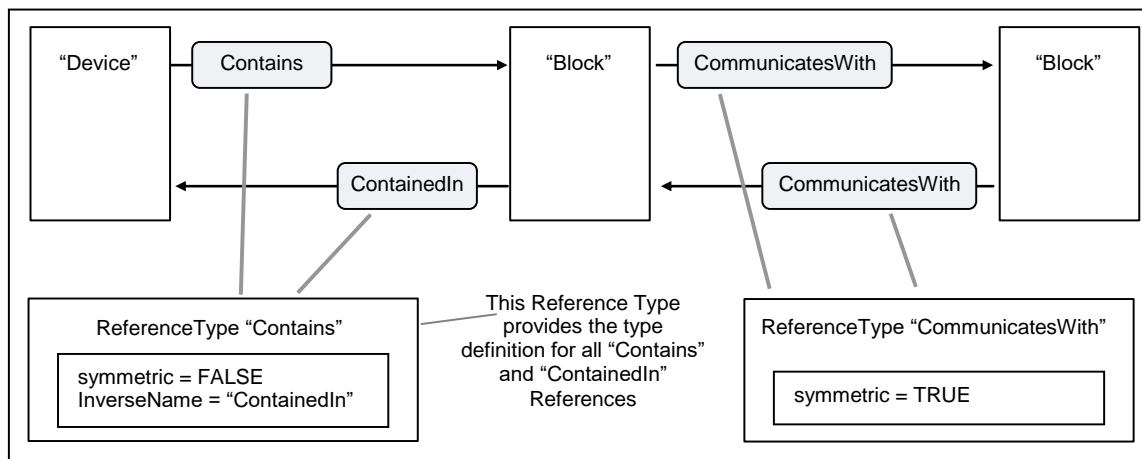 “Device”
Contains
“Block”
CommunicatesWith
“Block”
ContainedIn
CommunicatesWith
ReferenceType “Contains”
symmetric = FALSE
InverseName = “ContainedIn”
This Reference Type
provides the type
definition for all “Contains”
and “ContainedIn”
References
ReferenceType “CommunicatesWith”
symmetric = TRUE